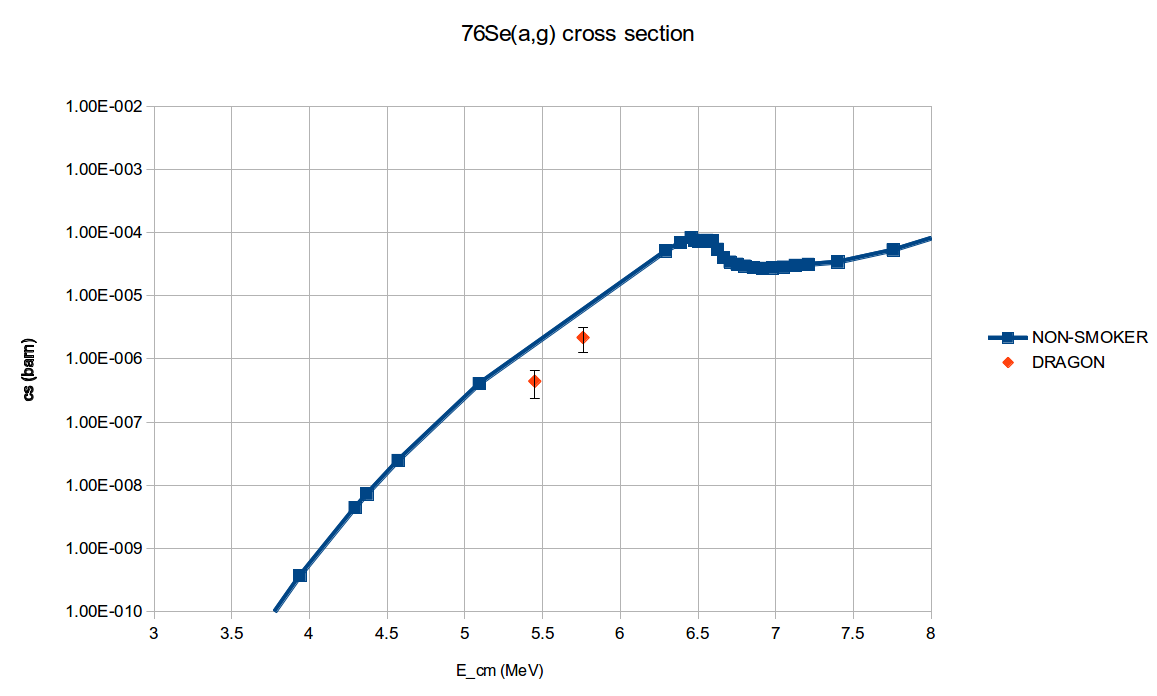 76Se(a,g) cross section
1.00E-002
1.00E-003
1.00E-004
1.00E-005
1.00E-006
1.00E-007
1.00E-008
1.00E-009
1.00E-010
cs (barn)
3 3.5 4 4.5 5 5.5 6 6.5 7 7.5 8
E_cm (MeV)
NON-SMOKER
DRAGON